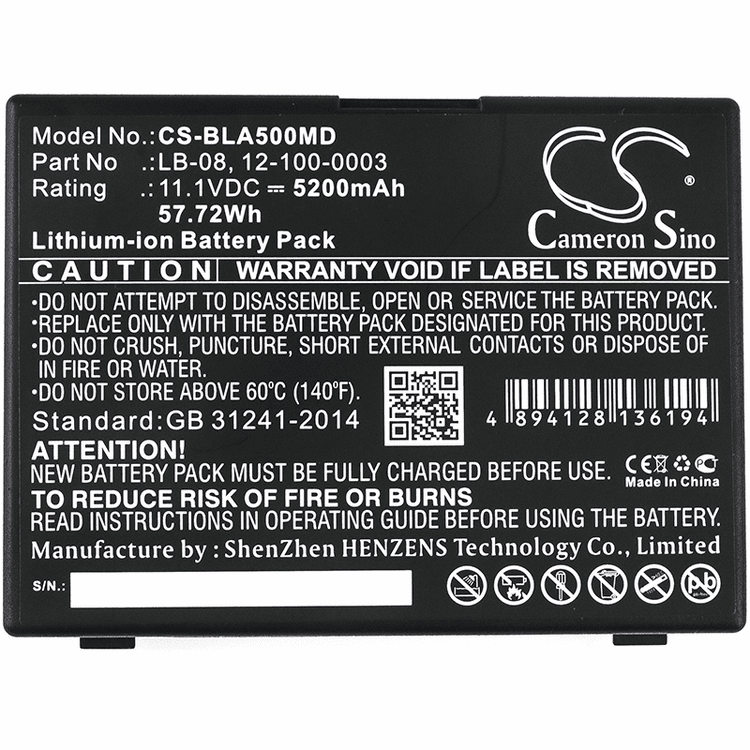 Model No.: CS-BLA500MD
Part No : LB-08, 12-100-0003
Rating : 11.1VDC ⎓ 5200mAh
57.72Wh
Lithium-ion Battery Pack
CS
®
Cameron Sino
CAUTION WARRANTY VOID IF LABEL IS REMOVED
•DO NOT ATTEMPT TO DISASSEMBLE, OPEN OR SERVICE THE BATTERY PACK.
•REPLACE ONLY WITH THE BATTERY PACK DESIGNATED FOR THIS PRODUCT.
•DO NOT CRUSH, PUNCTURE, SHORT EXTERNAL CONTACTS OR DISPOSE OF
IN FIRE OR WATER.
•DO NOT STORE ABOVE 60°C (140°F).
Standard: GB 31241-2014
4 894128 136194
ATTENTION!
NEW BATTERY PACK MUST BE FULLY CHARGED BEFORE USE.
TO REDUCE RISK OF FIRE OR BURNS
CE FC
Made In China
READ INSTRUCTIONS IN OPERATING GUIDE BEFORE USING THE BATTERY.
Manufacture by : ShenZhen HENZENS Technology Co., Limited
S/N.:
pb